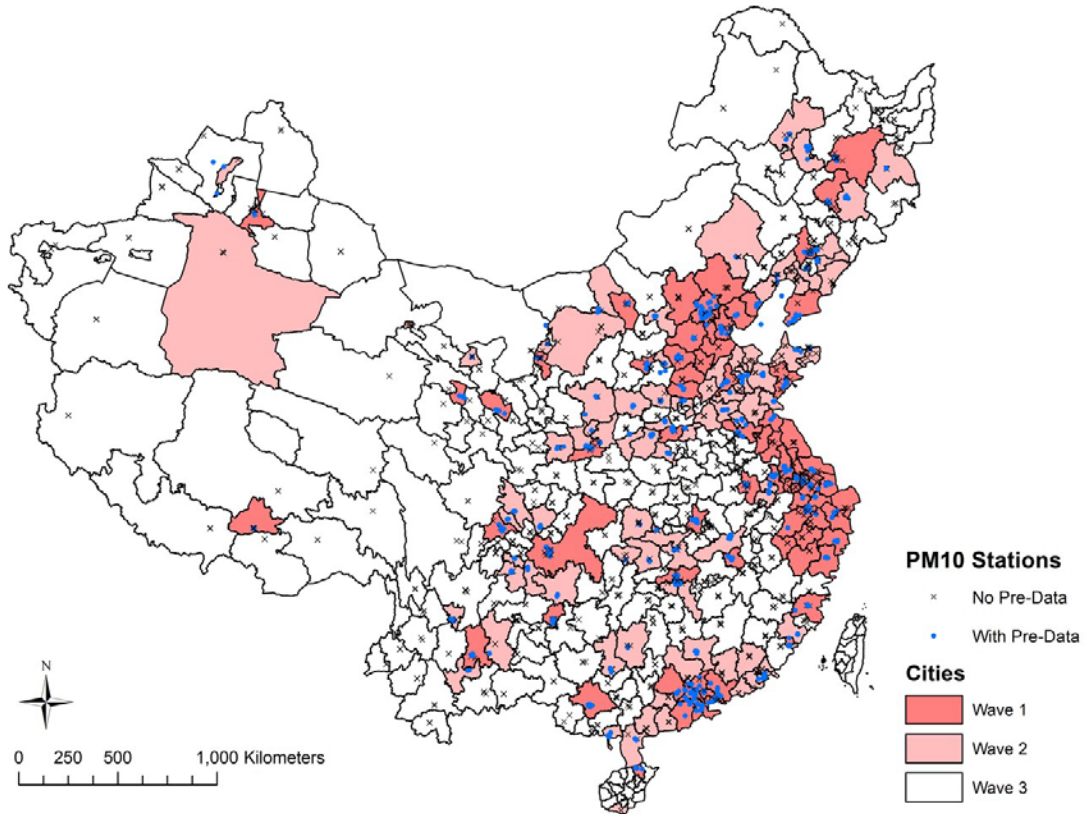 PM10 Stations
No Pre-Data
With Pre-Data
Cities
Wave 1
Wave 2
Wave 3
N
0 250 500 1,000 Kilometers